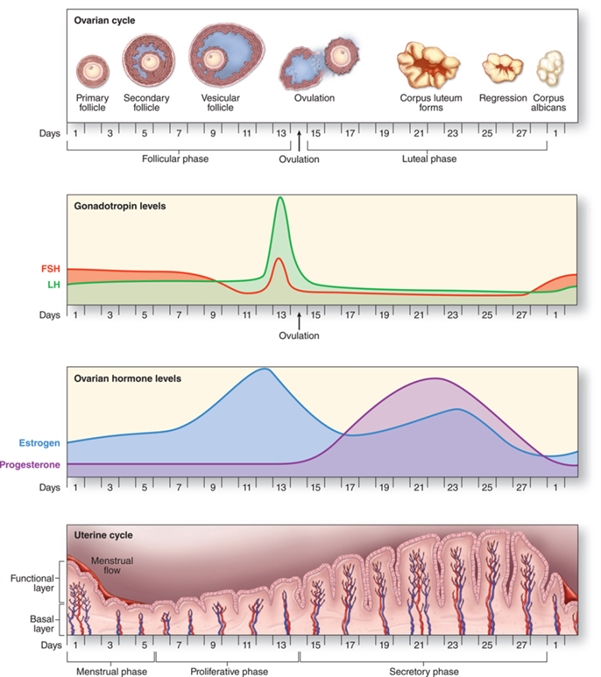 Ovarian cycle
Primary follicle
Secondary follicle
Vesicular follicle
Ovulation
Corpus luteum forms
Regression
Corpus albicans
Days 1 3 5 7 9 11 13 15 17 19 21 23 25 27 1
Follicular phase
Ovulation
Luteal phase
Gonadotropin levels
FSH
LH
Days 1 3 5 7 9 11 13 15 17 19 21 23 25 27 1
Ovulation
Ovarian hormone levels
Estrogen
Progesterone
Days 1 3 5 7 9 11 13 15 17 19 21 23 25 27 1
Uterine cycle
Menstrual flow
Functional layer
Basal layer
Days 1 3 5 7 9 11 13 15 17 19 21 23 25 27 1
Menstrual phase
Proliferative phase
Secretory phase